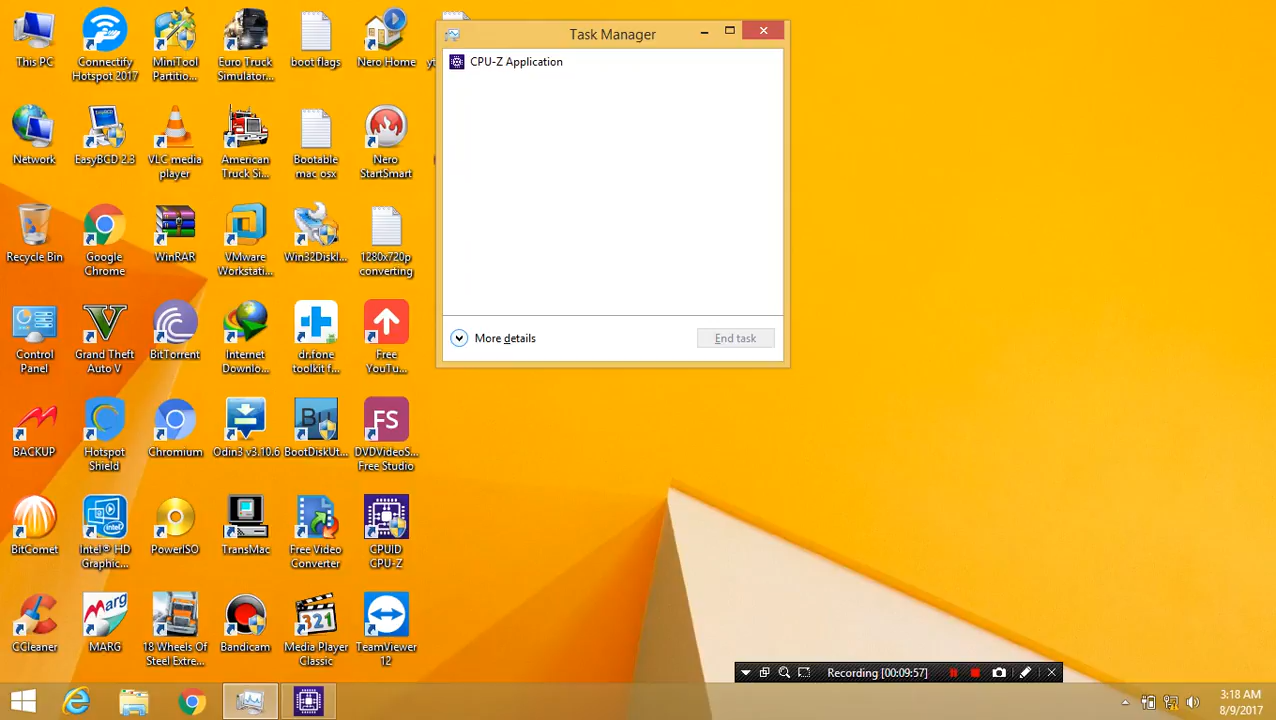 Task Manager
CPU-Z Application
More details
End task
This PC
Connectify Hotspot 2017
MiniTool Partitio...
Euro Truck Simulator...
boot flags
Nero Home
Network
EasyBCD 2.3
VLC media player
American Truck Si...
Bootable mac osx
Nero StartSmart
Recycle Bin
Google Chrome
WinRAR
VMware Workstati...
Win32DiskI...
1280x720p converting
Control Panel
Grand Theft Auto V
BitTorrent
Internet Downlo...
dr.fone toolkit f...
Free YouTu...
BACKUP
Hotspot Shield
Chromium
Odin3 v3.10.6
BootDiskUt...
DVDVideoS... Free Studio
BitComet
Intel® HD Graphic...
PowerISO
TransMac
Free Video Converter
CPUID CPU-Z
CCleaner
MARG
18 Wheels Of Steel Extre...
Bandicam
Media Player Classic
TeamViewer 12
Recording [00:09:57]
3:18 AM
8/9/2017